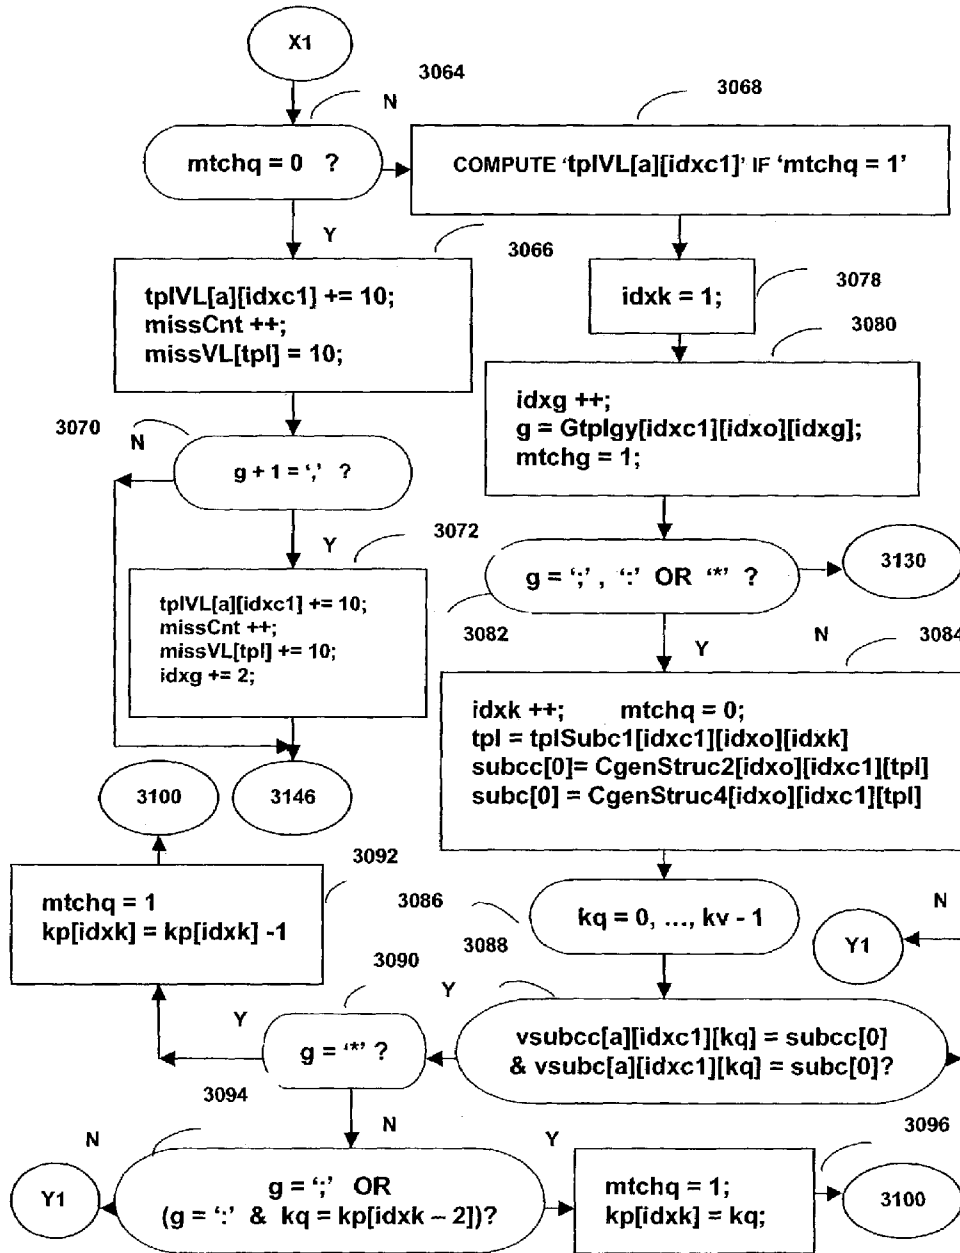 X1
3064
N
mtchq = 0 ?
3068
COMPUTE 'tplVL[a][idxc1]' IF 'mtchq = 1'
Y
3066
tplVL[a][idxc1] += 10;
missCnt ++;
missVL[tpl] = 10;
3078
idxk = 1;
3080
idxg ++;
g = Gtplgy[idxc1][idxo][idxg];
mtchg = 1;
3070
N
g + 1 = ',' ?
Y
3072
tplVL[a][idxc1] += 10;
missCnt ++;
missVL[tpl] += 10;
idxg += 2;
g = ';' , ':' OR '*' ?
3130
3082
Y
N
3084
idxk ++; mtchq = 0;
tpl = tplSubc1[idxc1][idxo][idxk]
subcc[0]= CgenStruc2[idxo][idxc1][tpl]
subc[0] = CgenStruc4[idxo][idxc1][tpl]
3100
3146
3092
mtchq = 1
kp[idxk] = kp[idxk] -1
3086
kq = 0, ..., kv - 1
N
Y1
3088
3090
Y
Y
g = '*' ?
vsubcc[a][idxc1][kq] = subcc[0]
& vsubc[a][idxc1][kq] = subc[0]?
3094
N
N
Y
3096
Y1
g = ';' OR
(g = ':' & kq = kp[idxk – 2])?
mtchq = 1;
kp[idxk] = kq;
3100